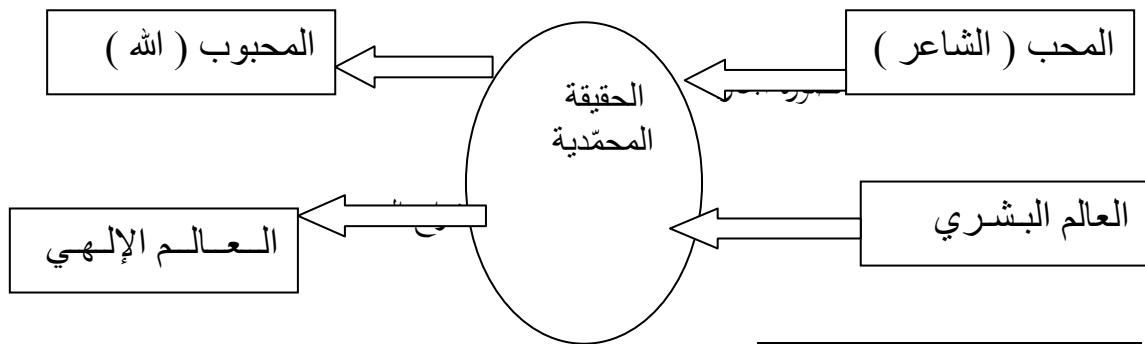 المحب ( الشاعر )
المحبوب ( الله )
الحقيقة
المحمّدية
العالم البشري
الـعـالـم الإلـهـي